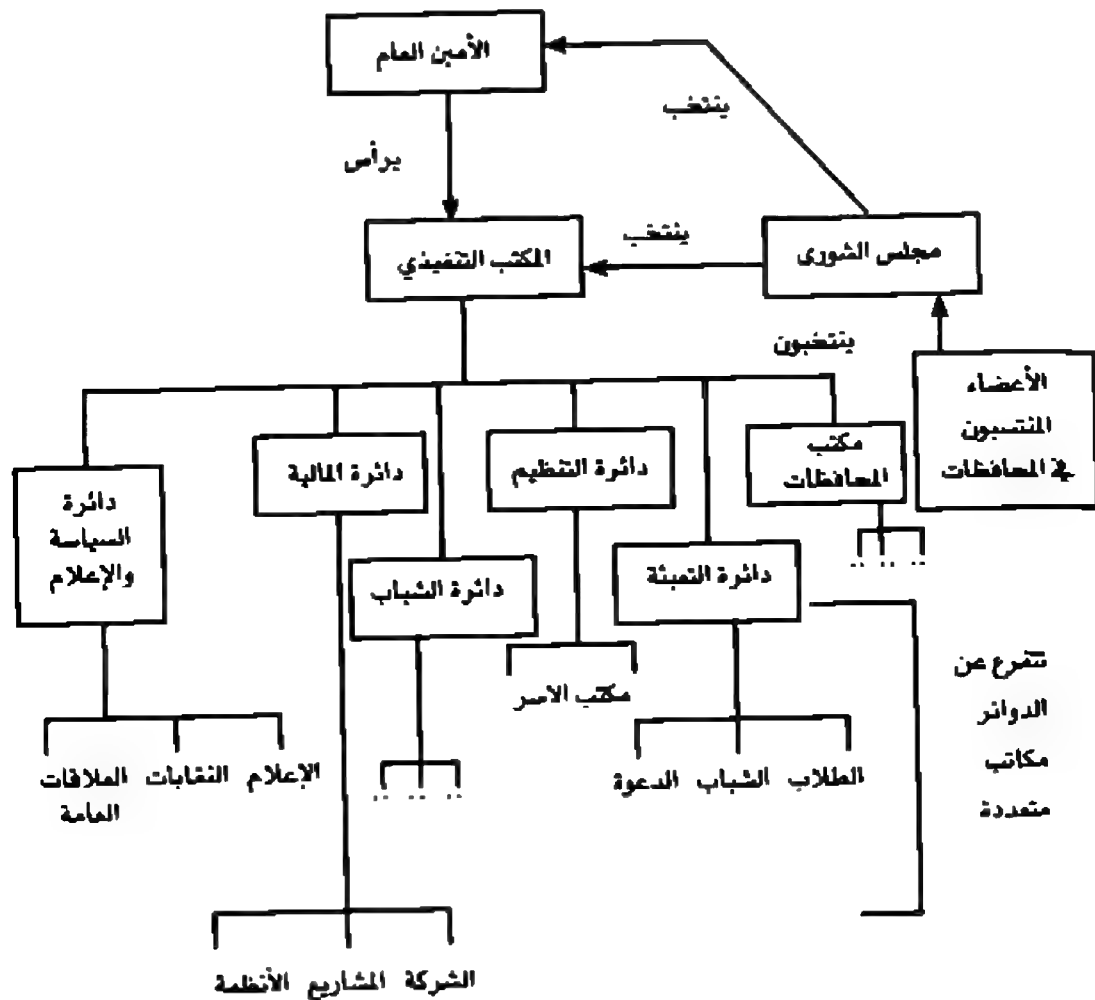 الأمين العام
ينتخب
يرأس
مجلس الشورى
ينتخب
المكتب التنفيذي
ينتخبون
الأعضاء
المنتسبون
في المحافظات
مكتب
المحافظات
دائرة التنظيم
دائرة المالية
دائرة
السياسة
والإعلام
دائرة التعبئة
دائرة الشباب
تتفرع عن
الدوائر
مكاتب
متعددة
مكتب الاسر
الطلاب الشباب الدعوة
الإعلام النقابات العلاقات
العامة
الشركة المشاريع الأنظمة